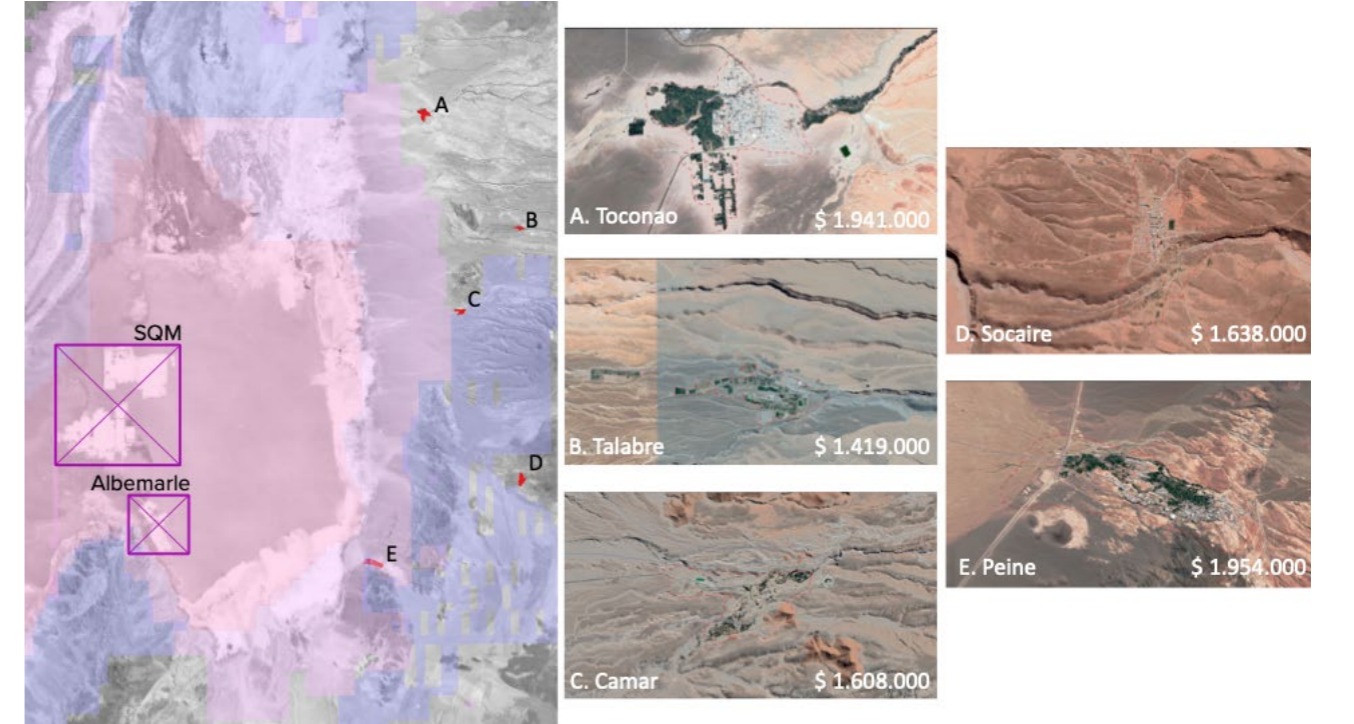 A
B
C
SQM
Albemarle
D
E
A. Toconao $ 1.941.000
B. Talabre $ 1.419.000
C. Camar $ 1.608.000
D. Socaire $ 1.638.000
E. Peine $ 1.954.000